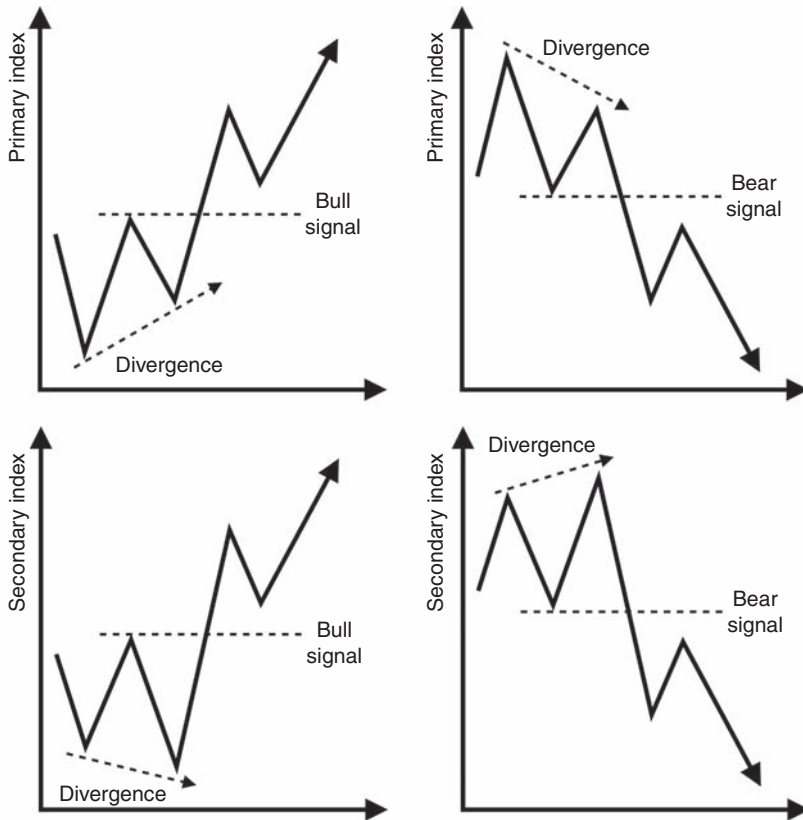 Primary index
Bull
signal
Divergence
Primary index
Divergence
Bear
signal
Secondary index
Bull
signal
Divergence
Secondary index
Divergence
Bear
signal